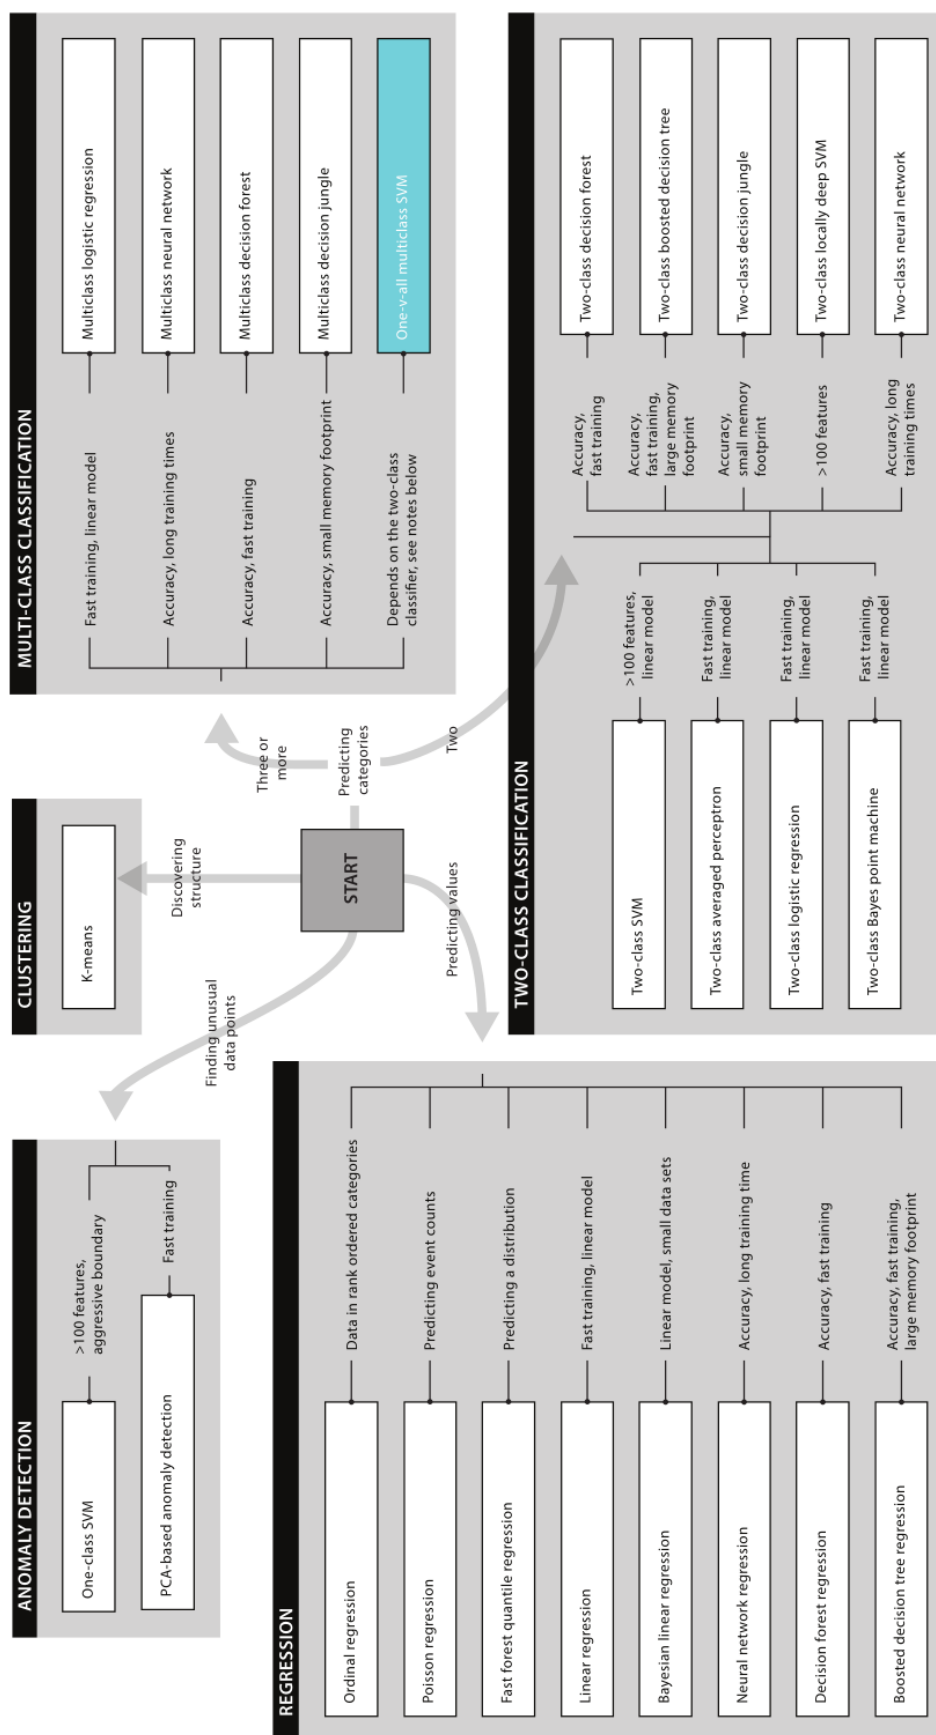 ANOMALY DETECTION
One-class SVM
>100 features,
aggressive boundary
PCA-based anomaly detection
Fast training
CLUSTERING
K-means
MULTI-CLASS CLASSIFICATION
Fast training, linear model
Multiclass logistic regression
Accuracy, long training times
Multiclass neural network
Accuracy, fast training
Multiclass decision forest
Accuracy, small memory footprint
Multiclass decision jungle
Depends on the two-class
classifier, see notes below
One-v-all multiclass SVM
Finding unusual
data points
Discovering
structure
START
Predicting
categories
Three or
more
Two
Predicting values
REGRESSION
Ordinal regression
Data in rank ordered categories
Poisson regression
Predicting event counts
Fast forest quantile regression
Predicting a distribution
Linear regression
Fast training, linear model
Bayesian linear regression
Linear model, small data sets
Neural network regression
Accuracy, long training time
Decision forest regression
Accuracy, fast training
Boosted decision tree regression
Accuracy, fast training,
large memory footprint
TWO-CLASS CLASSIFICATION
Two-class SVM
>100 features,
linear model
Two-class averaged perceptron
Fast training,
linear model
Two-class logistic regression
Fast training,
linear model
Two-class Bayes point machine
Fast training,
linear model
Accuracy,
fast training
Two-class decision forest
Accuracy,
fast training,
large memory
footprint
Two-class boosted decision tree
Accuracy,
small memory
footprint
Two-class decision jungle
>100 features
Two-class locally deep SVM
Accuracy, long
training times
Two-class neural network